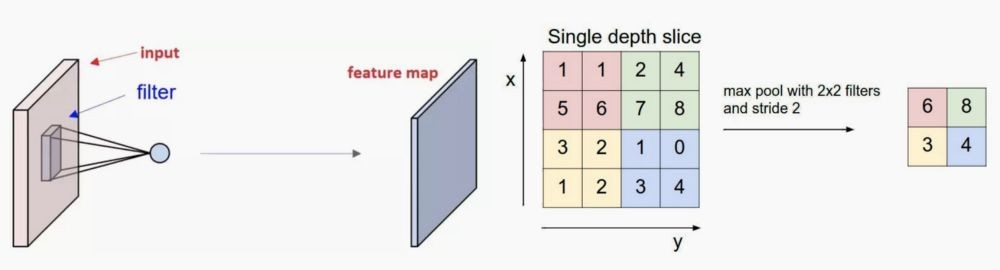 input
filter
feature map
Single depth slice
x
1 1 2 4
5 6 7 8
3 2 1 0
1 2 3 4
y
max pool with 2x2 filters
and stride 2
6 8
3 4